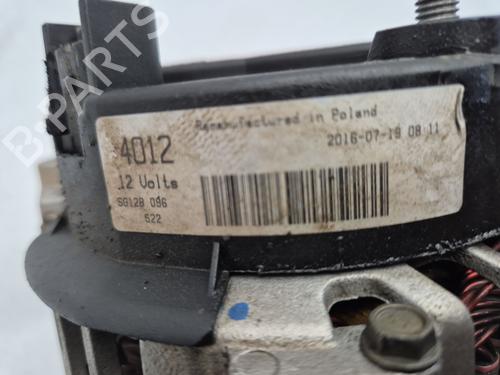 Remanufactured in Poland
2016-07-19 08:11
4012
12 Volts
SG12B 096
522
B-PARTS